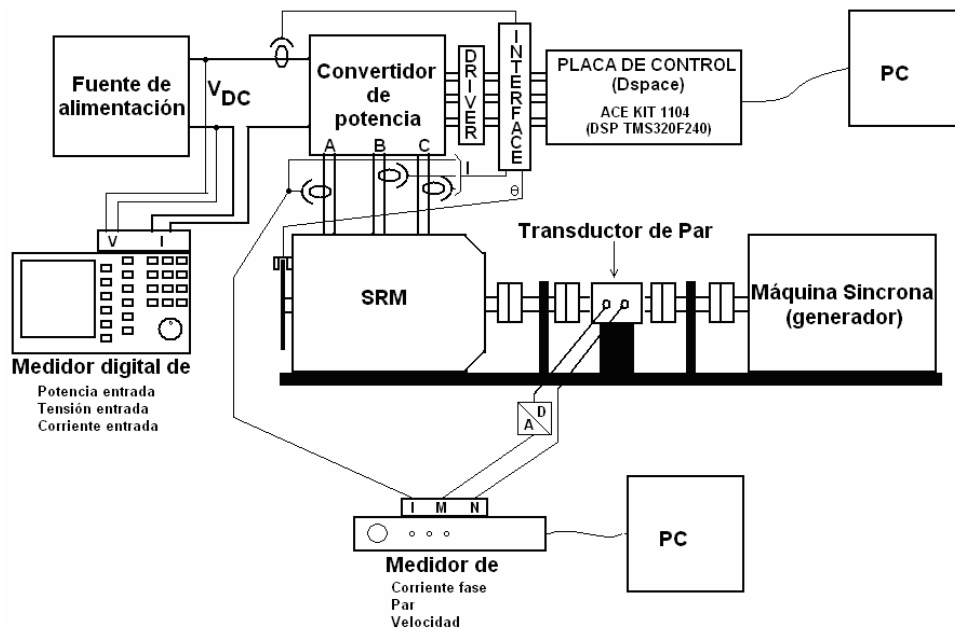 Fuente de
alimentación
VDC
Convertidor
de
potencia
A B C
DRIVER
INTERFACE
PLACA DE CONTROL
(Dspace)
ACE KIT 1104
(DSP TMS320F240)
PC
I
θ
V I
Medidor digital de
Potencia entrada
Tensión entrada
Corriente entrada
SRM
Transductor de Par
Máquina Sincrona
(generador)
A D
I M N
Medidor de
Corriente fase
Par
Velocidad
PC